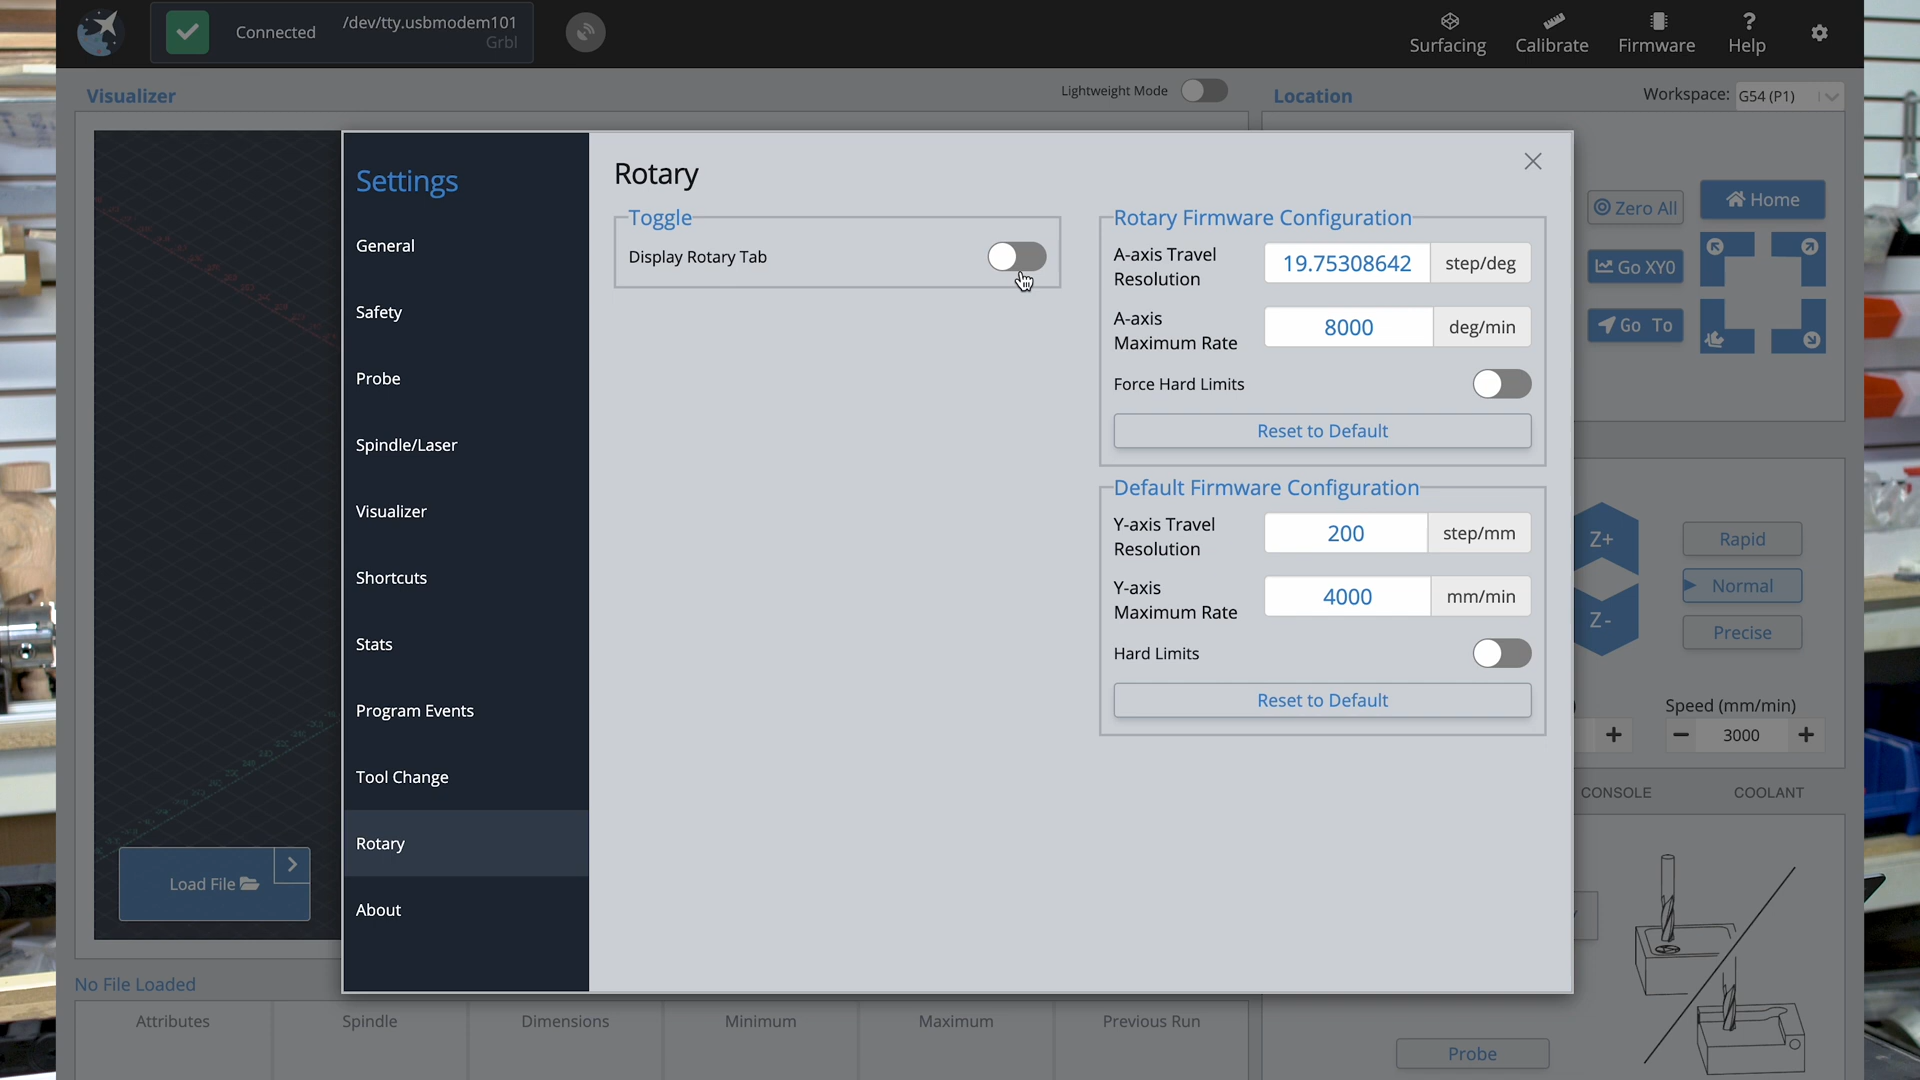 Connected
/dev/tty.usbmodem101
Grbl
Surfacing
Calibrate
Firmware
Help
Visualizer
Lightweight Mode
Location
Workspace:
G54 (P1)
Zero All
Home
Go XY0
Go To
Settings
General
Safety
Probe
Spindle/Laser
Visualizer
Shortcuts
Stats
Program Events
Tool Change
Rotary
About
Rotary
Toggle
Display Rotary Tab
Rotary Firmware Configuration
A-axis Travel
Resolution
19.75308642
step/deg
A-axis
Maximum Rate
8000
deg/min
Force Hard Limits
Reset to Default
Default Firmware Configuration
Y-axis Travel
Resolution
200
step/mm
Y-axis
Maximum Rate
4000
mm/min
Hard Limits
Reset to Default
Z+
Z-
Rapid
Normal
Precise
Speed (mm/min)
+
−
3000
+
CONSOLE
COOLANT
Load File
No File Loaded
Attributes
Spindle
Dimensions
Minimum
Maximum
Previous Run
Probe